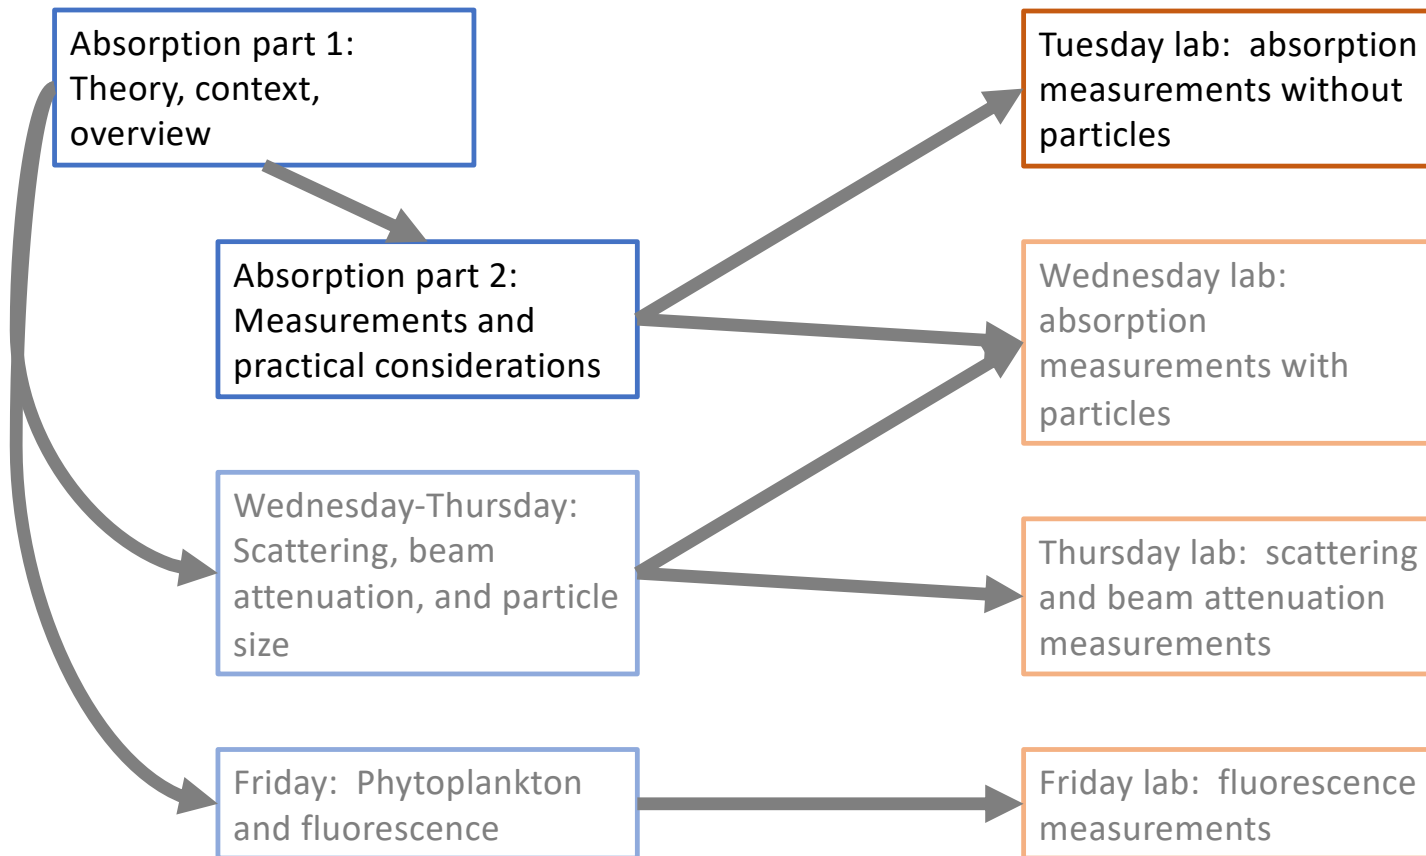 Absorption part 1:
Theory, context,
overview
Absorption part 2:
Measurements and
practical considerations
Wednesday-Thursday:
Scattering, beam
attenuation, and particle
size
Friday:  Phytoplankton
and fluorescence
Tuesday lab:  absorption
measurements without
particles
Wednesday lab:
absorption
measurements with
particles
Thursday lab:  scattering
and beam attenuation
measurements
Friday lab:  fluorescence
measurements